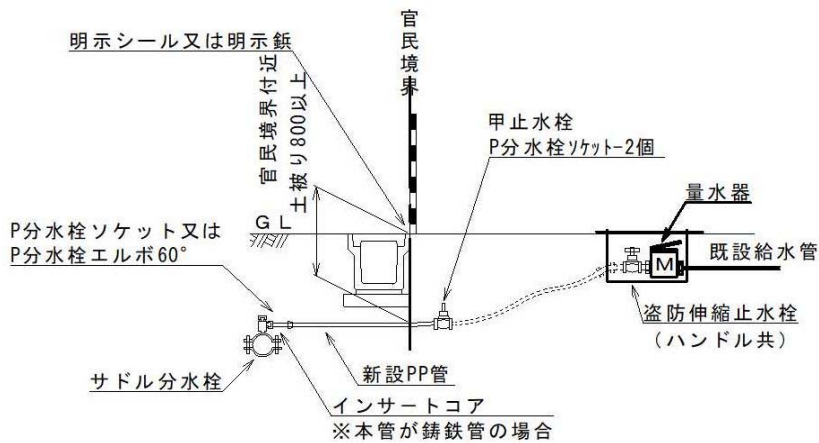 官民境界
明示シール又は明示鋲
官民境界付近
土被り800以上
甲止水栓
P分水栓ソケット-2個
量水器
GL
P分水栓ソケット又は
P分水栓エルボ60°
M
既設給水管
盗防伸縮止水栓
(ハンドル共)
サドル分水栓
新設PP管
インサートコア
※本管が鋳鉄管の場合